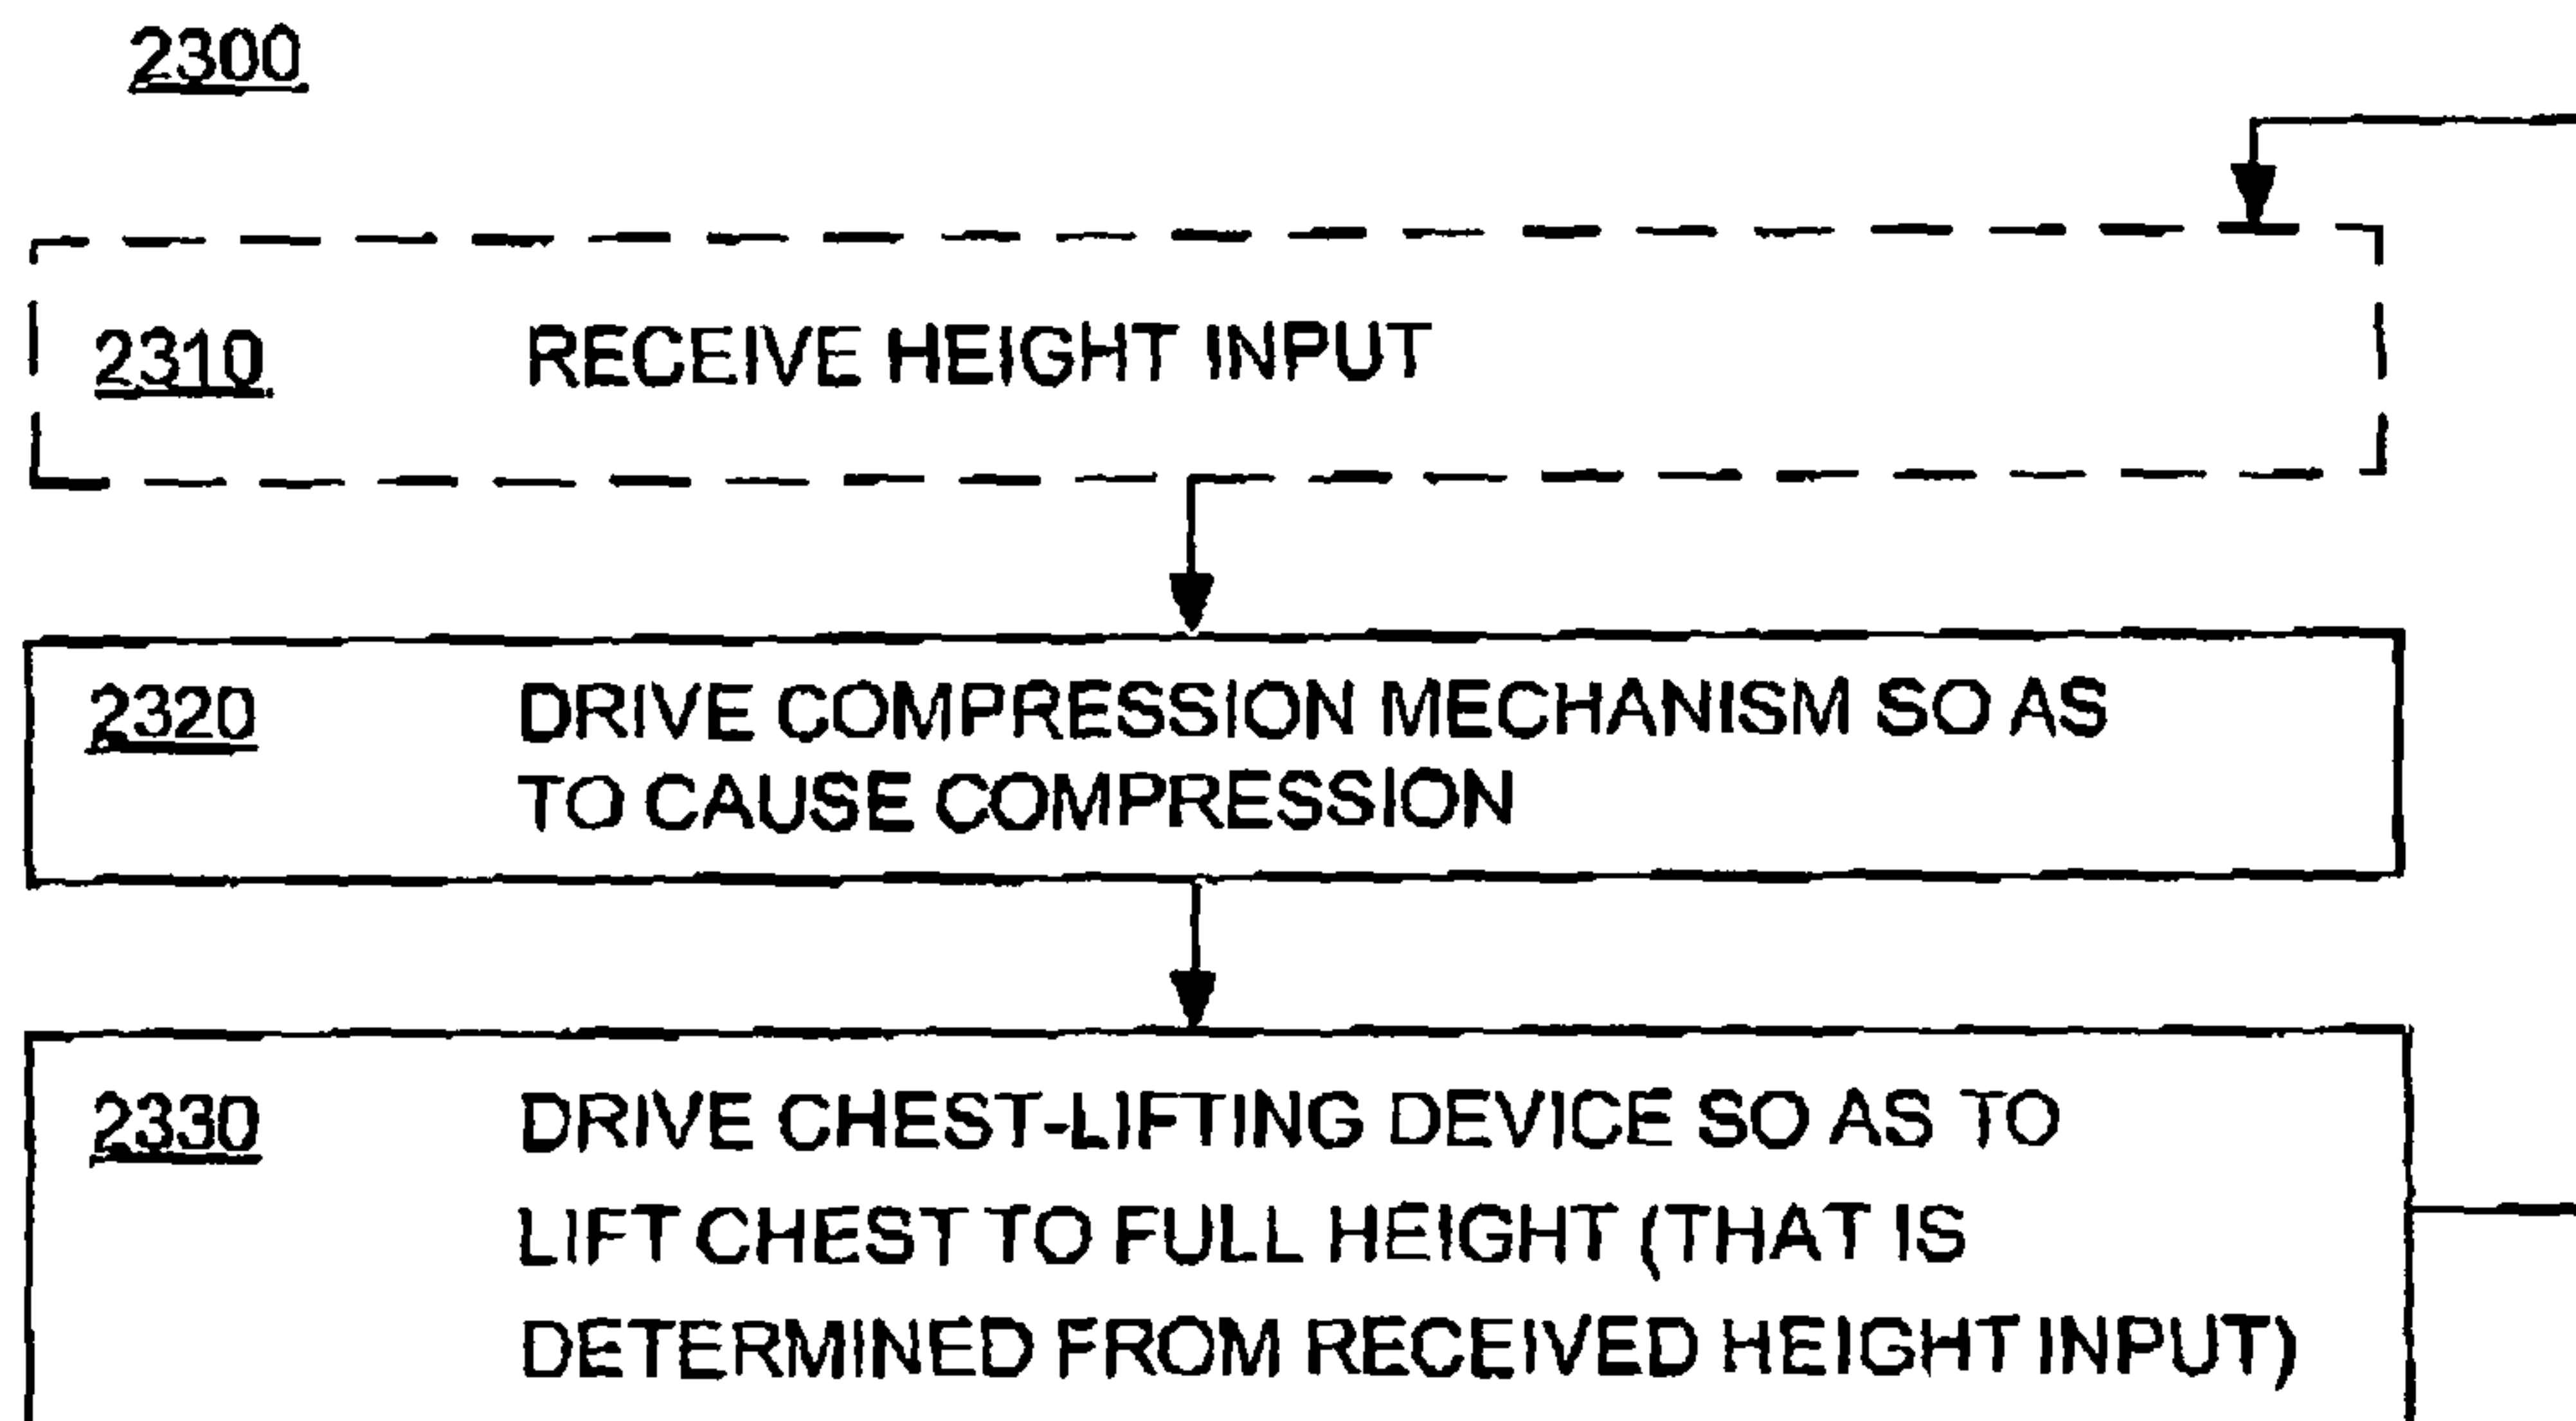 2300
2310 RECEIVE HEIGHT INPUT
2320 DRIVE COMPRESSION MECHANISM SO AS
TO CAUSE COMPRESSION
2330 DRIVE CHEST-LIFTING DEVICE SO AS TO
LIFT CHEST TO FULL HEIGHT (THAT IS
DETERMINED FROM RECEIVED HEIGHT INPUT)